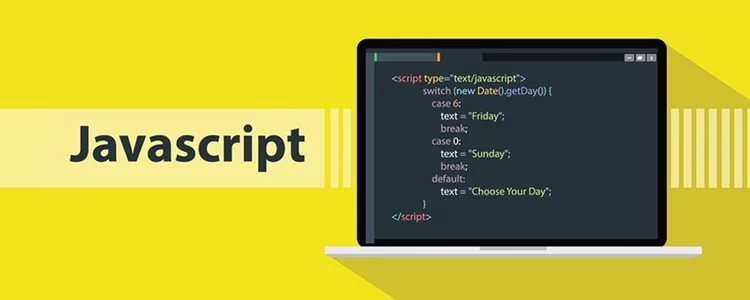 Javascript
<script type="text/javascript">
switch (new Date().getDay()) {
case 6:
text = "Friday";
break;
case 0:
text = "Sunday";
break;
default:
text = "Choose Your Day";
}
</script>